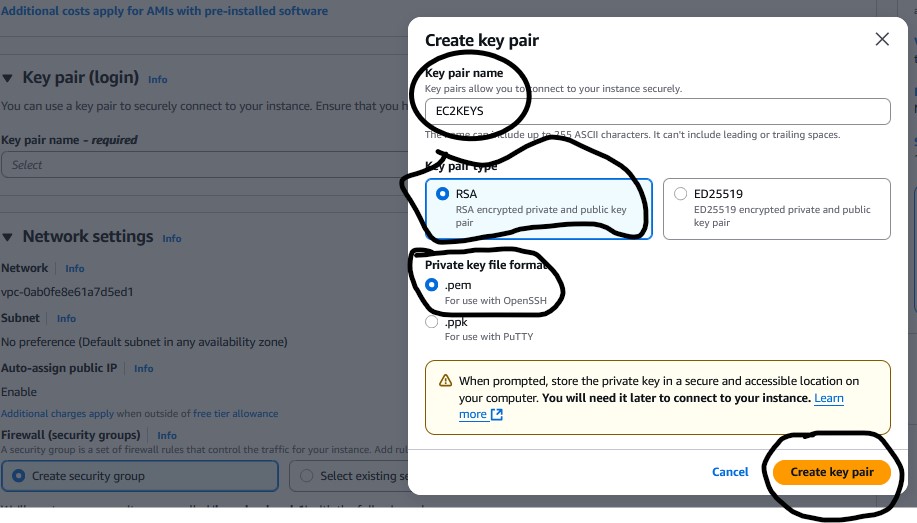 Additional costs apply for AMIs with pre-installed software
Key pair (login) Info
You can use a key pair to securely connect to your instance. Ensure that you h
Key pair name - required
Select
Network settings Info
Network Info
vpc-0ab0fe8e61a7d5ed1
Subnet Info
No preference (Default subnet in any availability zone)
Auto-assign public IP Info
Enable
Additional charges apply when outside of free tier allowance
Firewall (security groups) Info
A security group is a set of firewall rules that control the traffic for your instance. Add rul
Create security group
Select existing se
Create key pair
Key pair name
Key pairs allow you to connect to your instance securely.
EC2KEYS
The name can include up to 255 ASCII characters. It can't include leading or trailing spaces.
Key pair type
RSA
RSA encrypted private and public key
pair
ED25519
ED25519 encrypted private and public
key pair
Private key file format
.pem
For use with OpenSSH
.ppk
For use with PuTTY
When prompted, store the private key in a secure and accessible location on
your computer. You will need it later to connect to your instance. Learn
more
Cancel
Create key pair